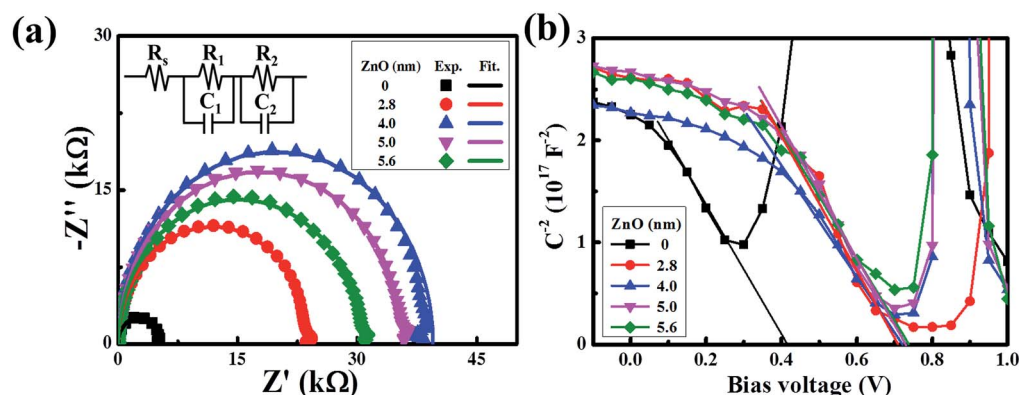 (a)
30
15
0
-Z'' (kΩ)
Rs R1 R2
C1 C2
ZnO (nm) Exp. Fit.
0
2.8
4.0
5.0
5.6
0 15 30 45
Z' (kΩ)
(b)
3
2
1
0
C-2 (10^17 F-2)
ZnO (nm)
0
2.8
4.0
5.0
5.6
0.0 0.2 0.4 0.6 0.8 1.0
Bias voltage (V)